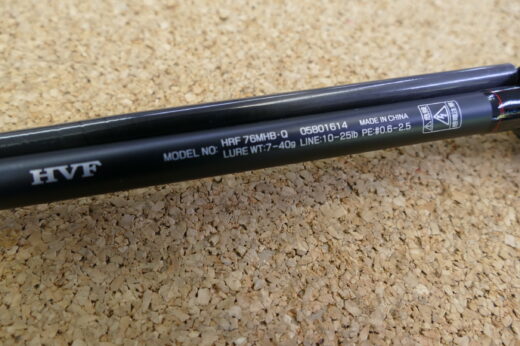 HVF
MODEL NO: HRF 76MHB-Q 05801614 MADE IN CHINA
LURE WT:7-40g LINE:10-25lb PE:#0.6-2.5